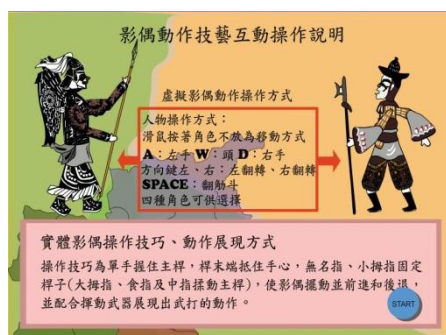 影偶動作技藝互動操作說明
虛擬影偶動作操作方式
人物操作方式：
滑鼠按著角色不放為移動方式
A：左手 W：頭 D：右手
方向鍵左、右：左翻轉、右翻轉
SPACE：翻觔斗
四種角色可供選擇
實體影偶操作技巧、動作展現方式
操作技巧為單手握住主桿，桿末端抵住手心，無名指、小拇指固定
桿子(大拇指、食指及中指揉動主桿)，使影偶擺動並前進和後退，
並配合揮動武器展現出武打的動作。
START